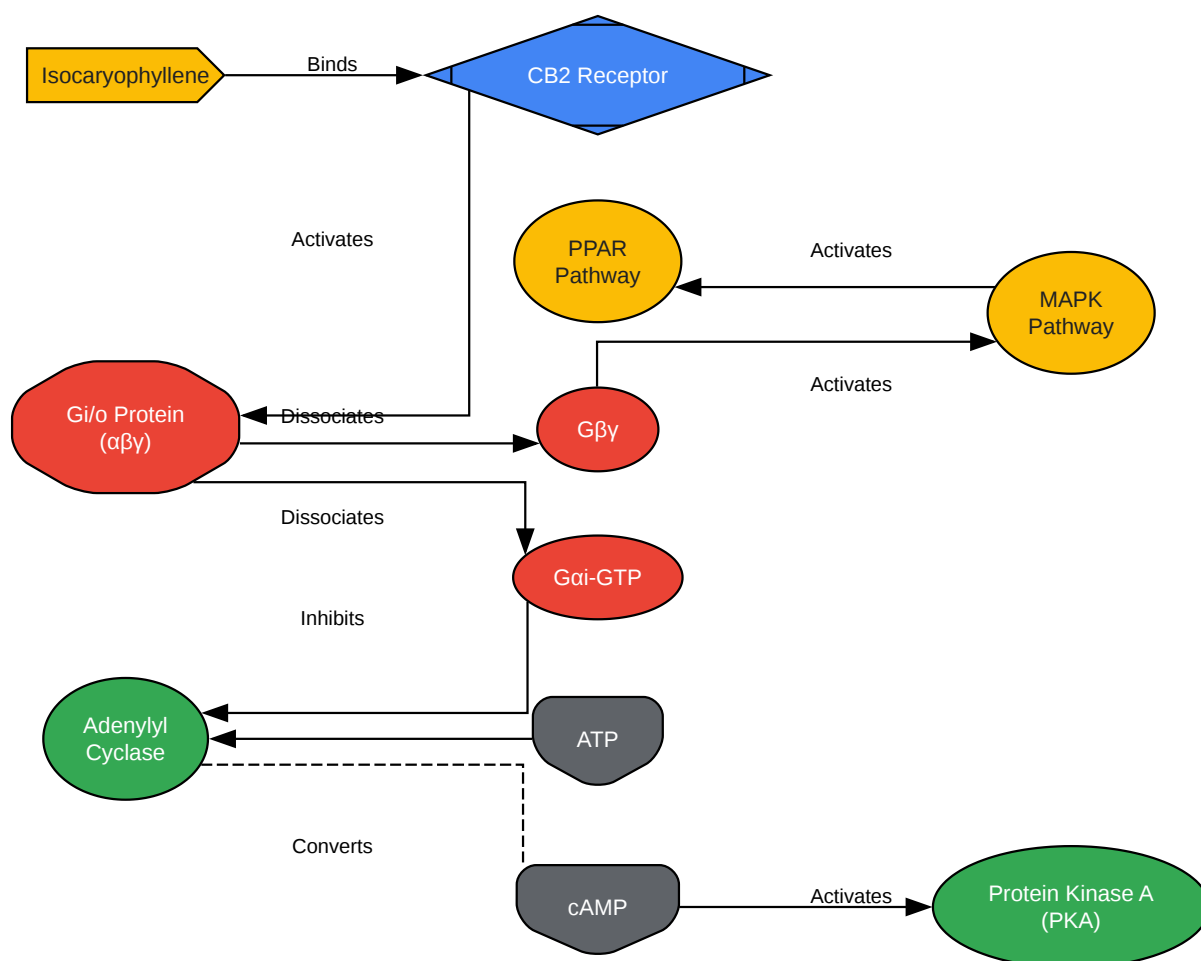 Isocaryophyllene
Binds
CB2 Receptor
Activates
PPAR
Pathway
Activates
MAPK
Pathway
Activates
Gi/o Protein
(αβγ)
Dissociates
Gβγ
Dissociates
Gαi-GTP
Inhibits
Adenylyl
Cyclase
ATP
Converts
cAMP
Activates
Protein Kinase A
(PKA)